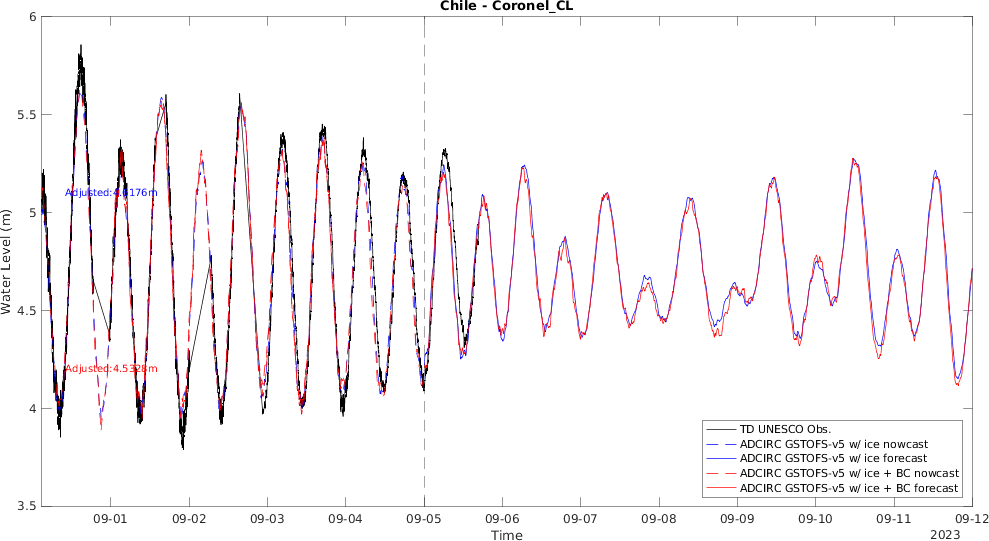 Chile - Coronel_CL
6
5.5
5
4.5
4
3.5
Water Level (m)
Adjusted:4.5328m
09-01
09-02
09-03
09-04
09-05
09-06
09-07
09-08
09-09
09-10
09-11
09-12
Time
2023
TD UNESCO Obs.
ADCIRC GSTOFS-v5 w/ ice nowcast
ADCIRC GSTOFS-v5 w/ ice forecast
ADCIRC GSTOFS-v5 w/ ice + BC nowcast
ADCIRC GSTOFS-v5 w/ ice + BC forecast